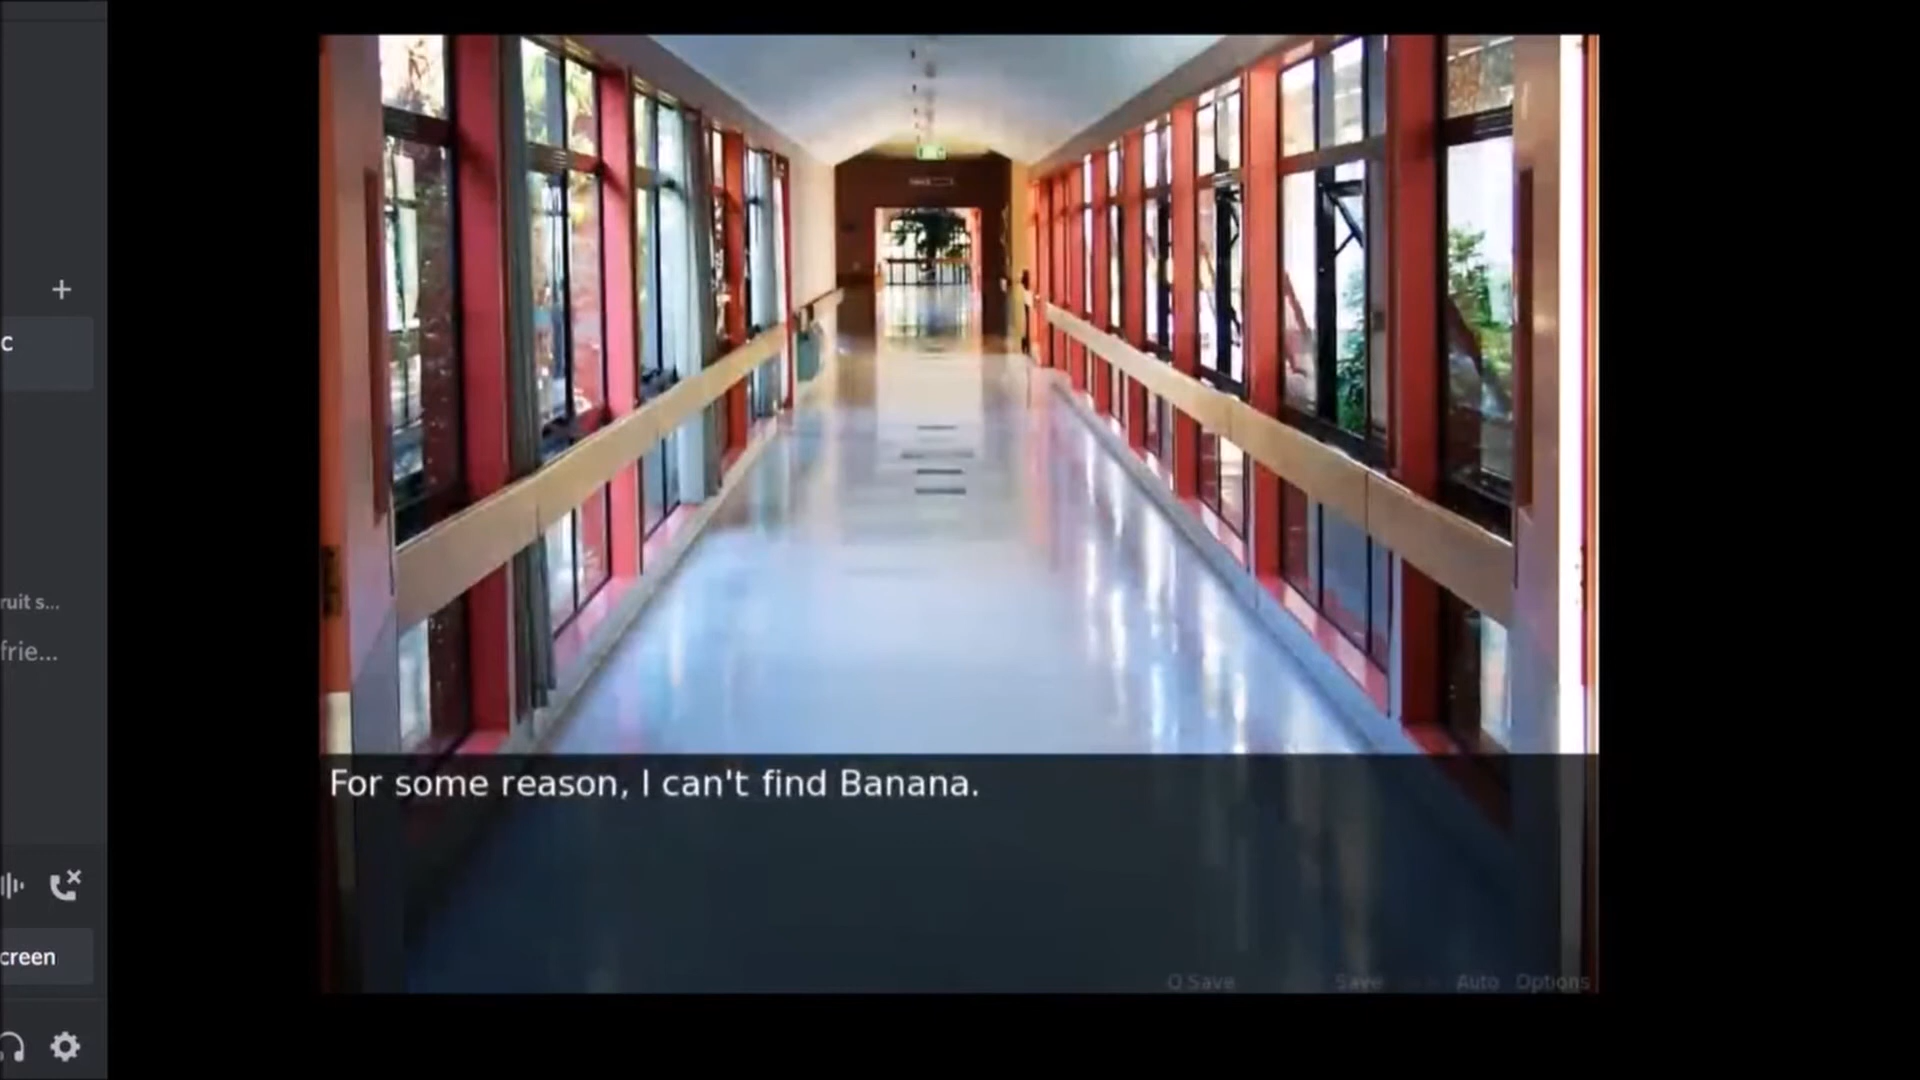 c
ruit s...
frie...
creen
For some reason, I can't find Banana.
Q Save Save Auto Options